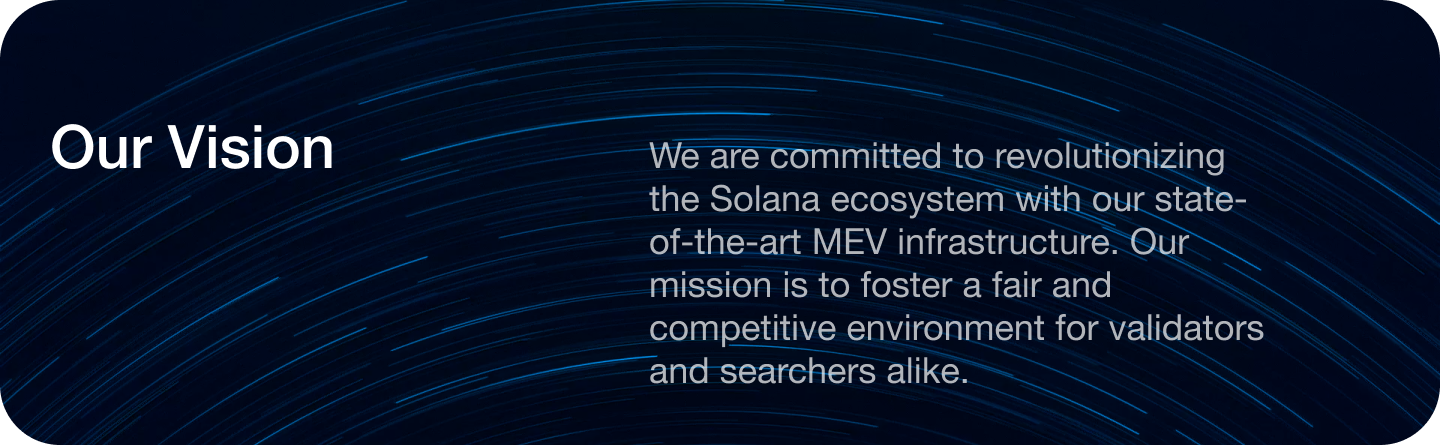 Our Vision
We are committed to revolutionizing
the Solana ecosystem with our state-
of-the-art MEV infrastructure. Our
mission is to foster a fair and
competitive environment for validators
and searchers alike.